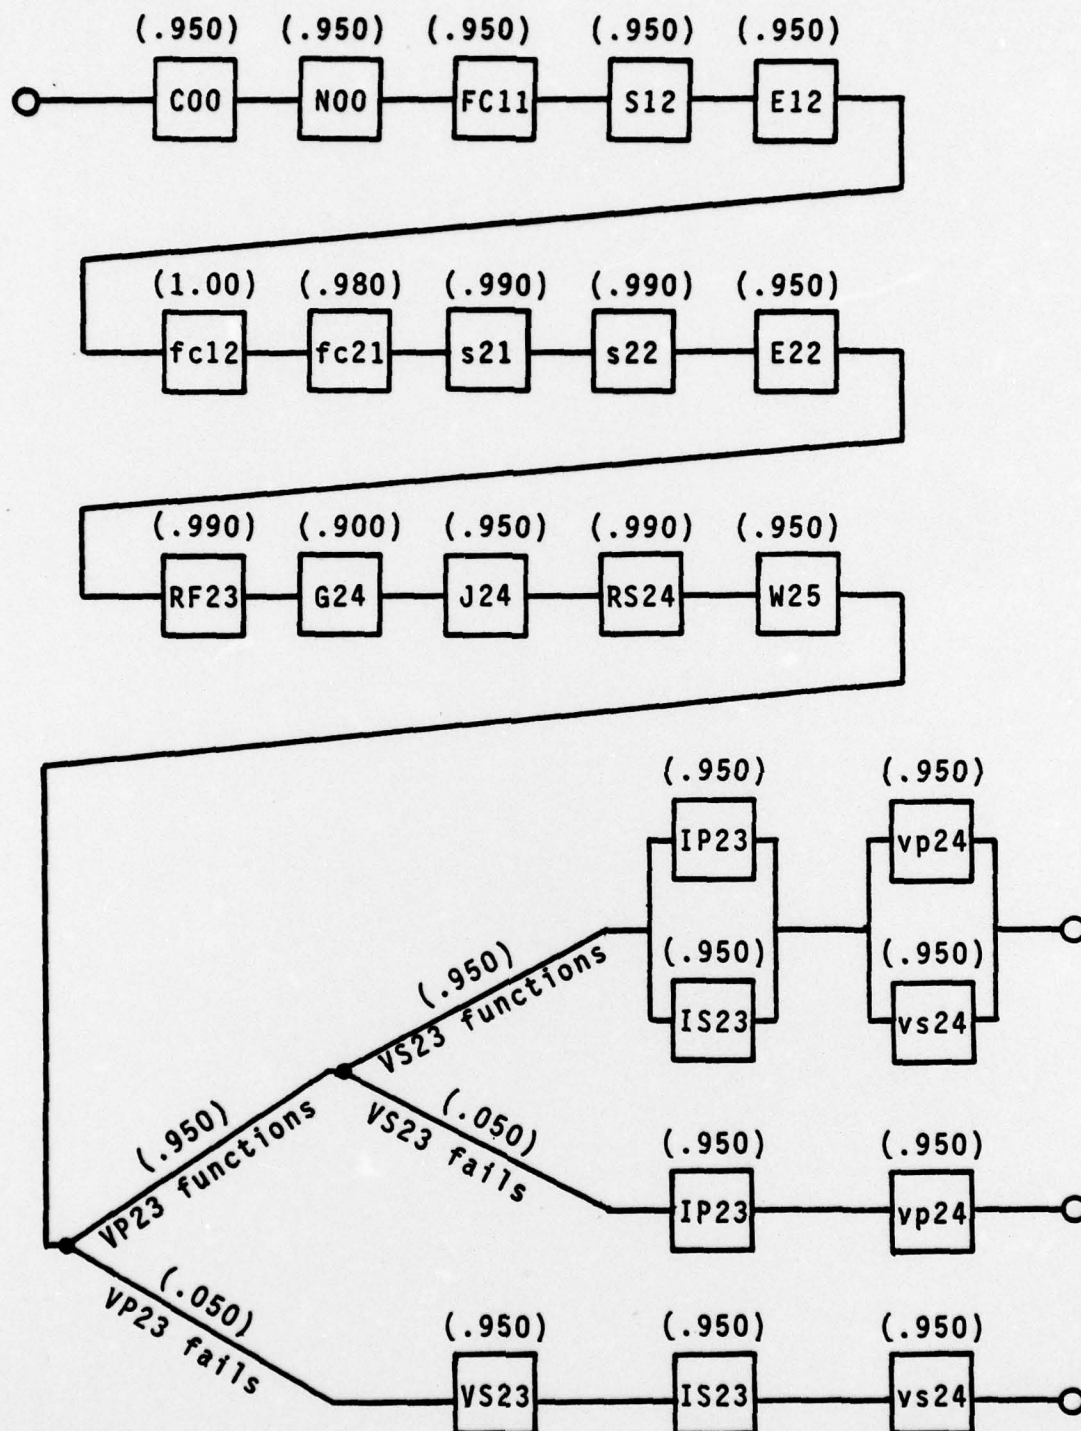 (.950) (.950) (.950) (.950) (.950)
C00 N00 FC11 S12 E12
(1.00) (.980) (.990) (.990) (.950)
fc12 fc21 s21 s22 E22
(.990) (.900) (.950) (.990) (.950)
RF23 G24 J24 RS24 W25
(.950) (.950)
IP23 vp24
(.950) (.950)
IS23 vs24
(.950)
VS23 functions
(.050)
VS23 fails
(.950) (.950)
IP23 vp24
(.950)
VP23 functions
(.050)
VP23 fails
(.950) (.950) (.950)
VS23 IS23 vs24